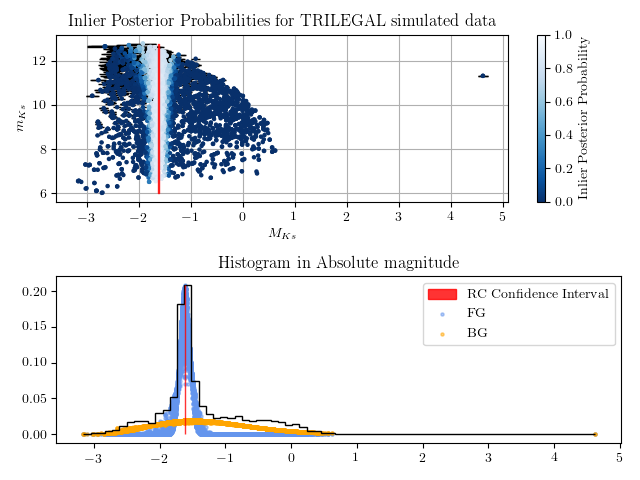 Inlier Posterior Probabilities for TRILEGAL simulated data
12
10
8
6
m_{Ks}
−3 −2 −1 0 1 2 3 4 5
M_{Ks}
1.0
0.8
0.6
0.4
0.2
0.0
Inlier Posterior Probability
Histogram in Absolute magnitude
0.20
0.15
0.10
0.05
0.00
RC Confidence Interval
FG
BG
−3 −2 −1 0 1 2 3 4 5